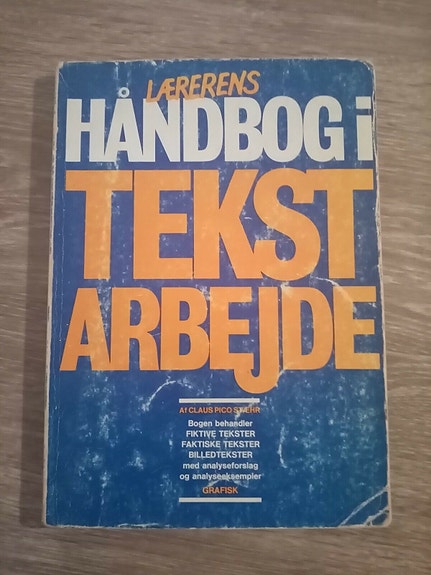 LÆRERENS
HÅNDBOG i
TEKST
ARBEJDE
Af CLAUS PICO STÆHR
Bogen behandler
FIKTIVE TEKSTER
FAKTISKE TEKSTER
BILLEDTEKSTER
med analyseforslag
og analyseeksempler
GRAFISK